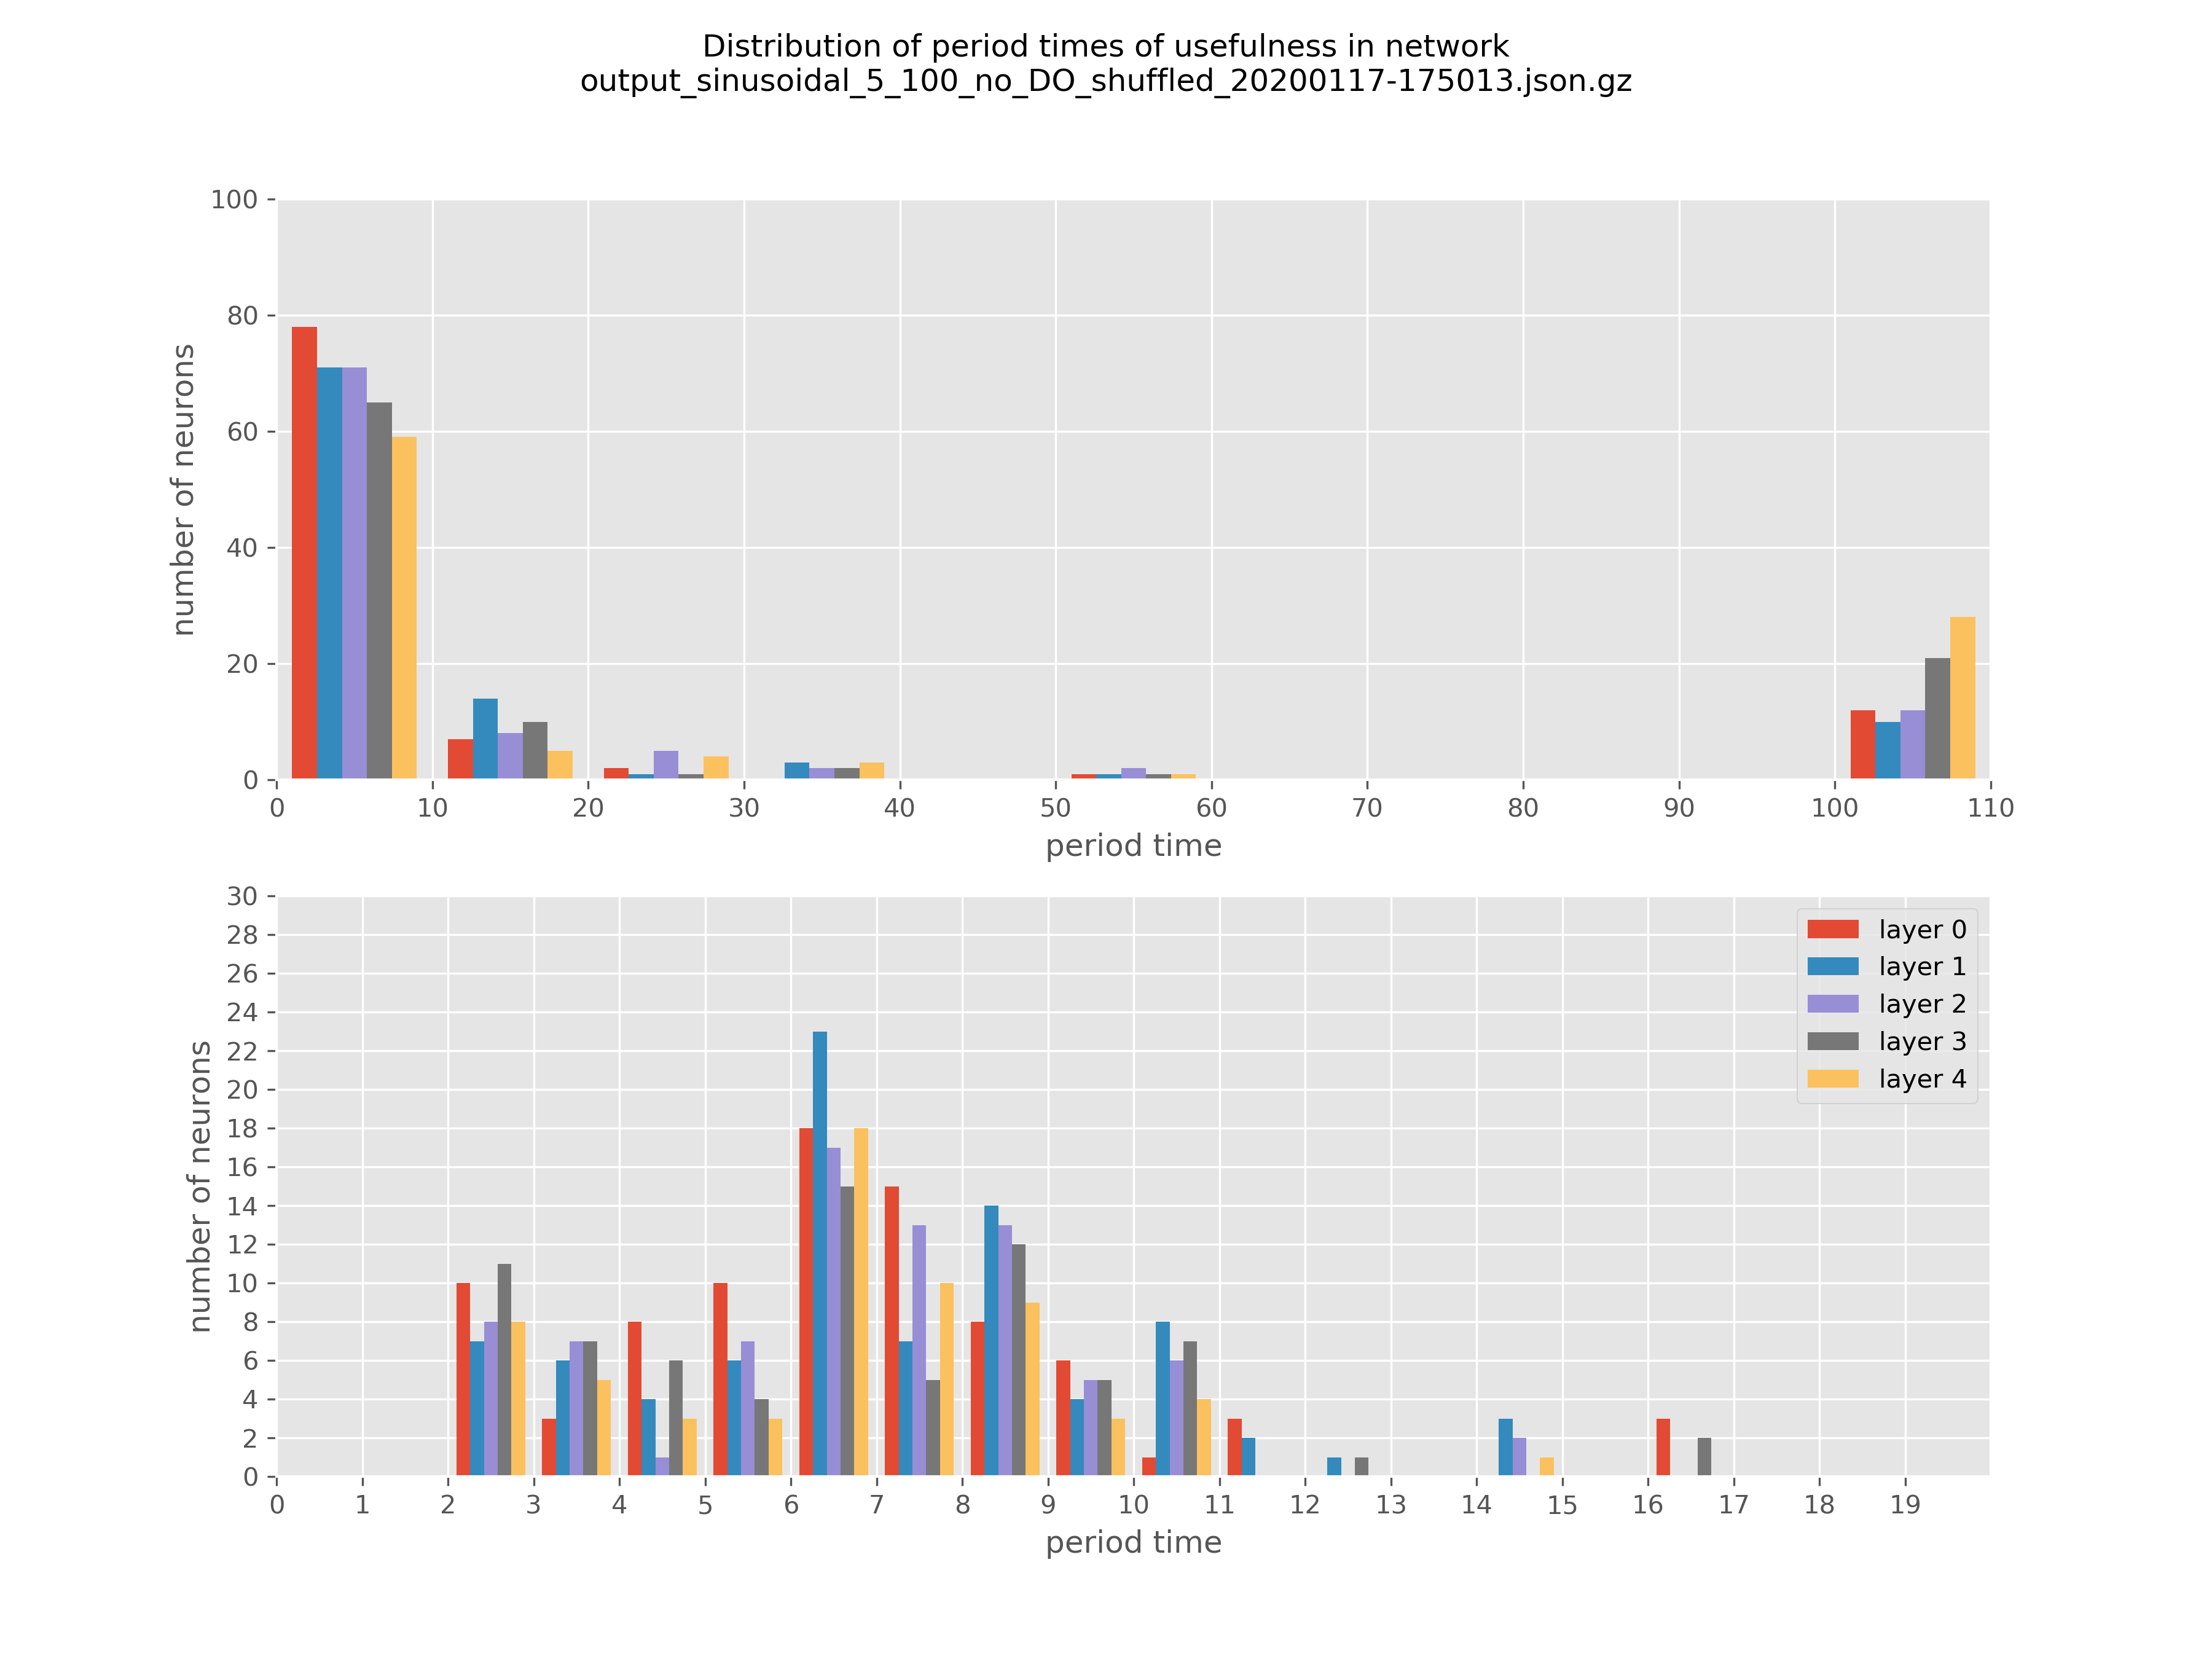 Distribution of period times of usefulness in network
output_sinusoidal_5_100_no_DO_shuffled_20200117-175013.json.gz
100
80
60
40
20
0
number of neurons
0 10 20 30 40 50 60 70 80 90 100 110
period time
30
28
26
24
22
20
18
16
14
12
10
8
6
4
2
0
number of neurons
layer 0
layer 1
layer 2
layer 3
layer 4
0 1 2 3 4 5 6 7 8 9 10 11 12 13 14 15 16 17 18 19
period time